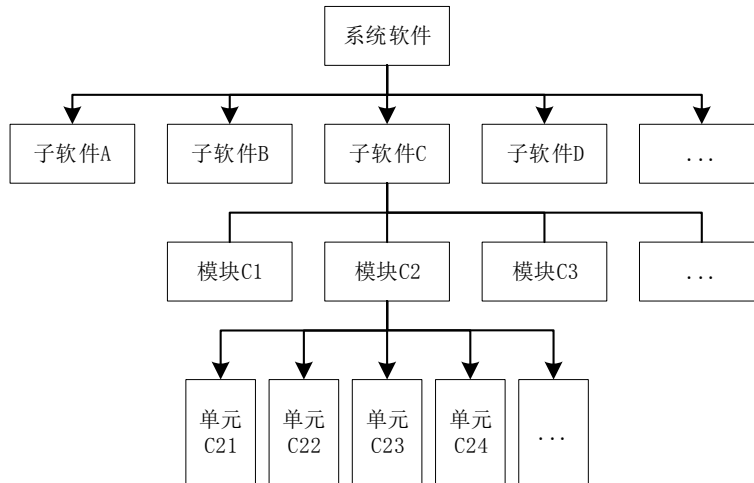 系统软件
子软件A
子软件B
子软件C
子软件D
...
模块C1
模块C2
模块C3
...
单元
C21
单元
C22
单元
C23
单元
C24
...